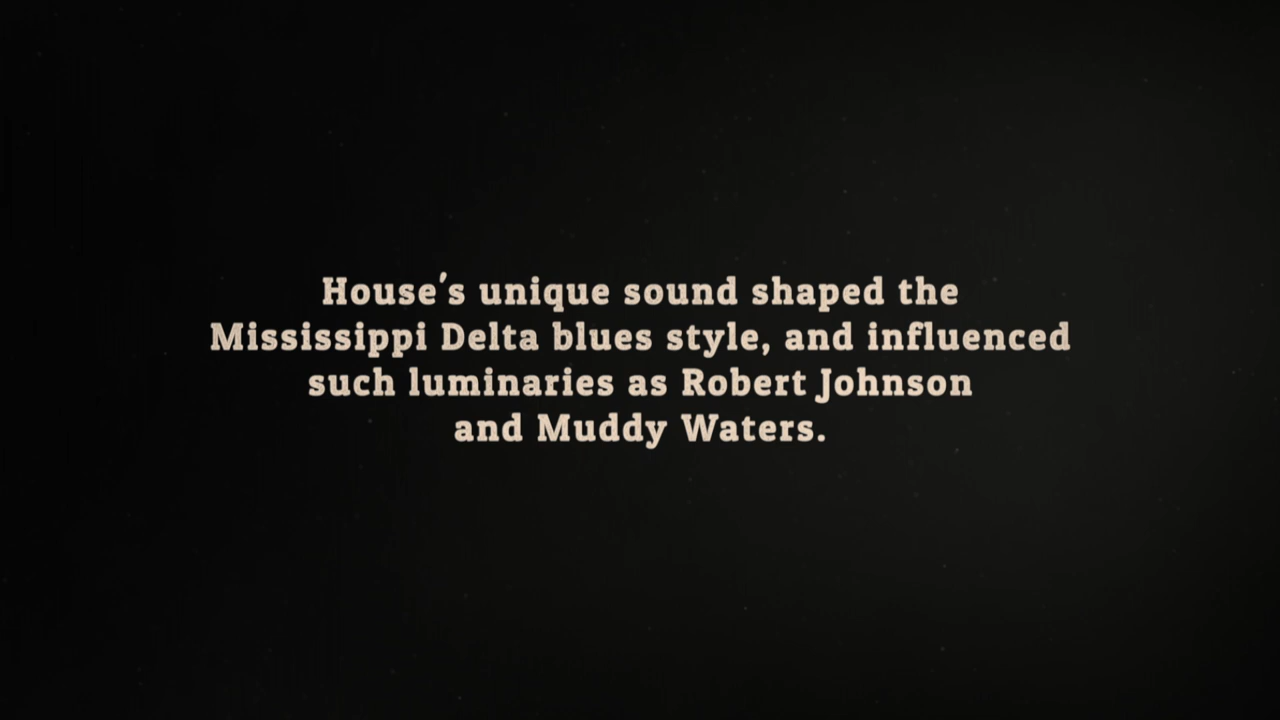 House's unique sound shaped the
Mississippi Delta blues style, and influenced
such luminaries as Robert Johnson
and Muddy Waters.